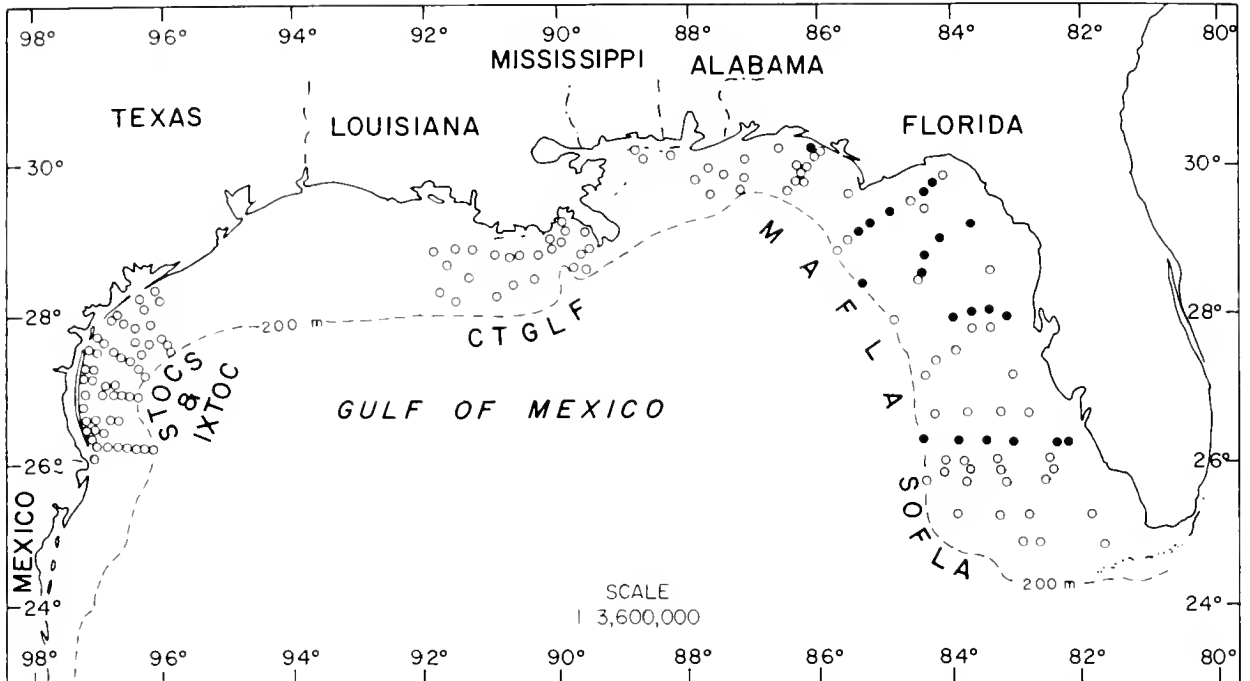 98° 96° 94° 92° 90° 88° 86° 84° 82° 80°
MISSISSIPPI
ALABAMA
TEXAS
LOUISIANA
FLORIDA
30° 30°
MAFLA
28° 28°
200 m
CTGLF
STOCS
&
IXTOC
GULF OF MEXICO
26° 26°
MEXICO
SOFLA
200 m
SCALE
1 3,600,000
24° 24°
98° 96° 94° 92° 90° 88° 86° 84° 82° 80°